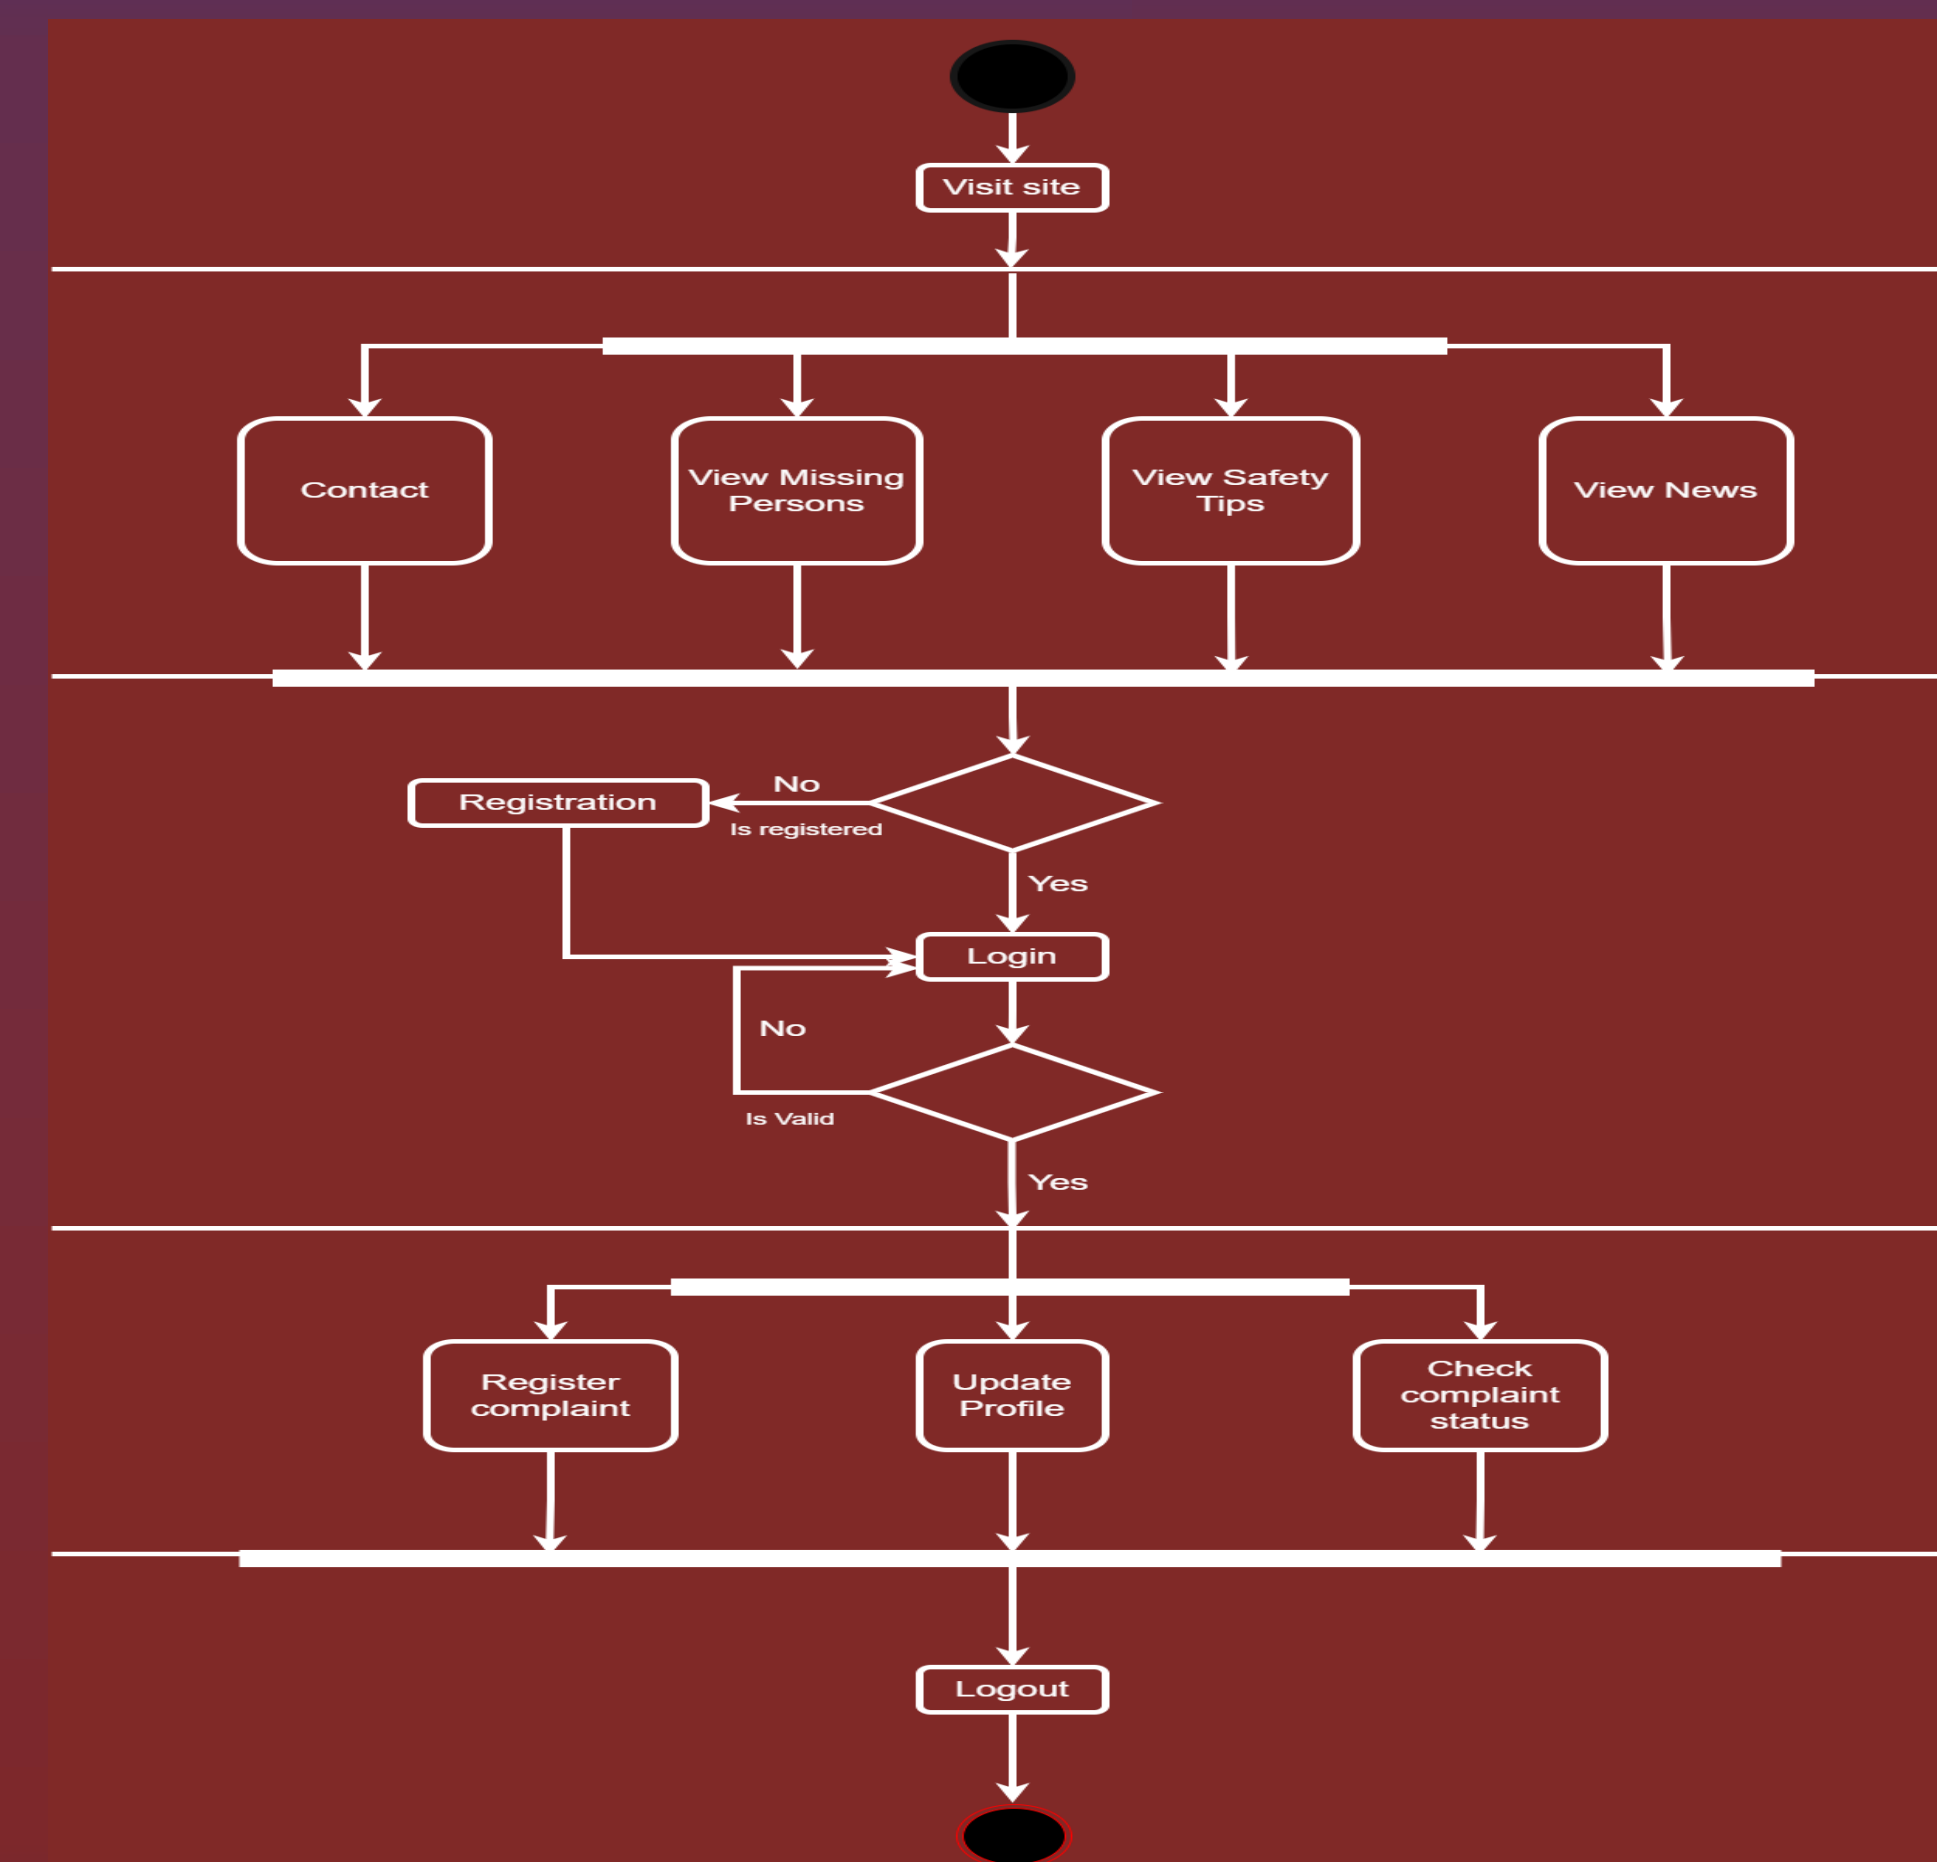 Visit site
Contact
View Missing
Persons
View Safety
Tips
View News
No
Registration
Is registered
Yes
Login
No
Is Valid
Yes
Register
complaint
Update
Profile
Check
complaint
status
Logout